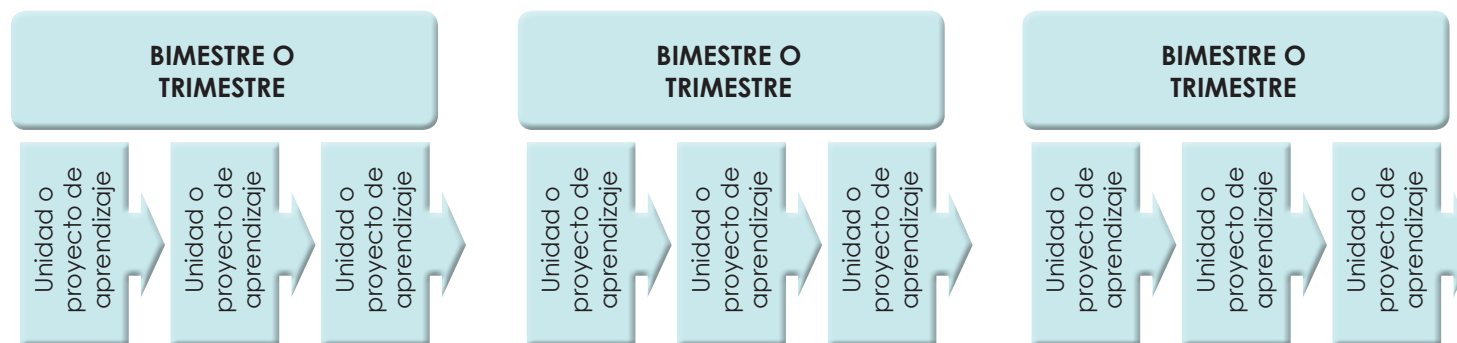 BIMESTRE O
TRIMESTRE
Unidad o
proyecto de
aprendizaje
Unidad o
proyecto de
aprendizaje
Unidad o
proyecto de
aprendizaje
BIMESTRE O
TRIMESTRE
Unidad o
proyecto de
aprendizaje
Unidad o
proyecto de
aprendizaje
Unidad o
proyecto de
aprendizaje
BIMESTRE O
TRIMESTRE
Unidad o
proyecto de
aprendizaje
Unidad o
proyecto de
aprendizaje
Unidad o
proyecto de
aprendizaje